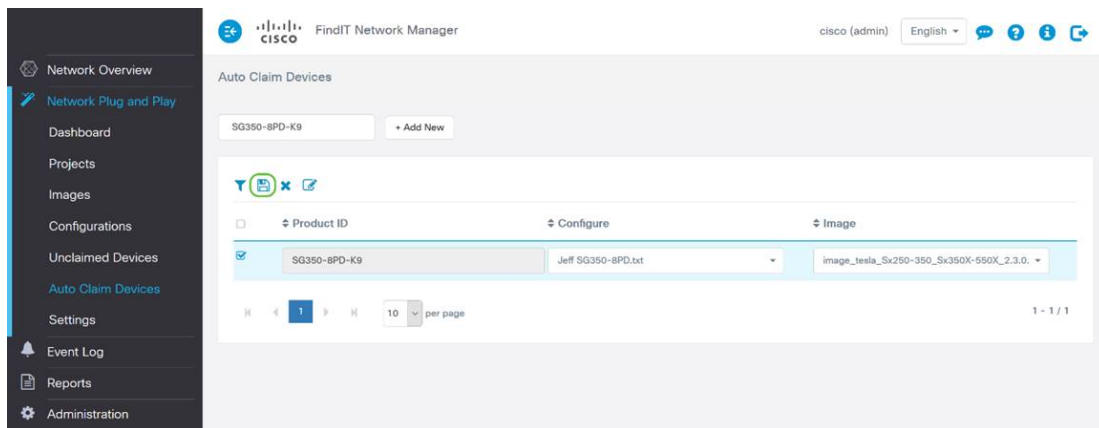 CISCO FindIT Network Manager cisco (admin) English
Network Overview
Network Plug and Play
Dashboard
Projects
Images
Configurations
Unclaimed Devices
Auto Claim Devices
Settings
Event Log
Reports
Administration
Auto Claim Devices
SG350-8PD-K9 + Add New
Product ID Configure Image
SG350-8PD-K9 Jeff SG350-8PD.txt image_tesla_Sx250-350_Sx350X-550X_2.3.0.
1 10 per page 1 - 1 / 1